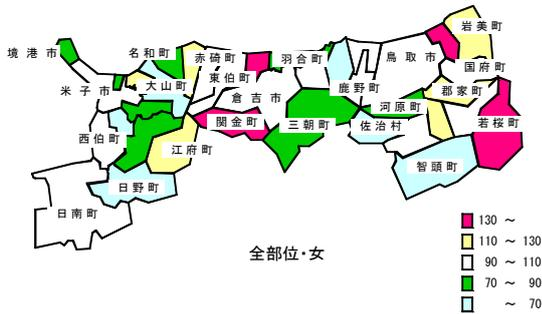 岩美町
境港市
名和町
赤碕町
羽合町
鳥取市
国府町
東伯町
大山町
米子市
鹿野町
郡家町
倉吉市
河原町
関金町
三朝町
佐治村
若桜町
西伯町
江府町
智頭町
日野町
日南町
全部位・女
130 ～
110 ～ 130
90 ～ 110
70 ～ 90
～ 70